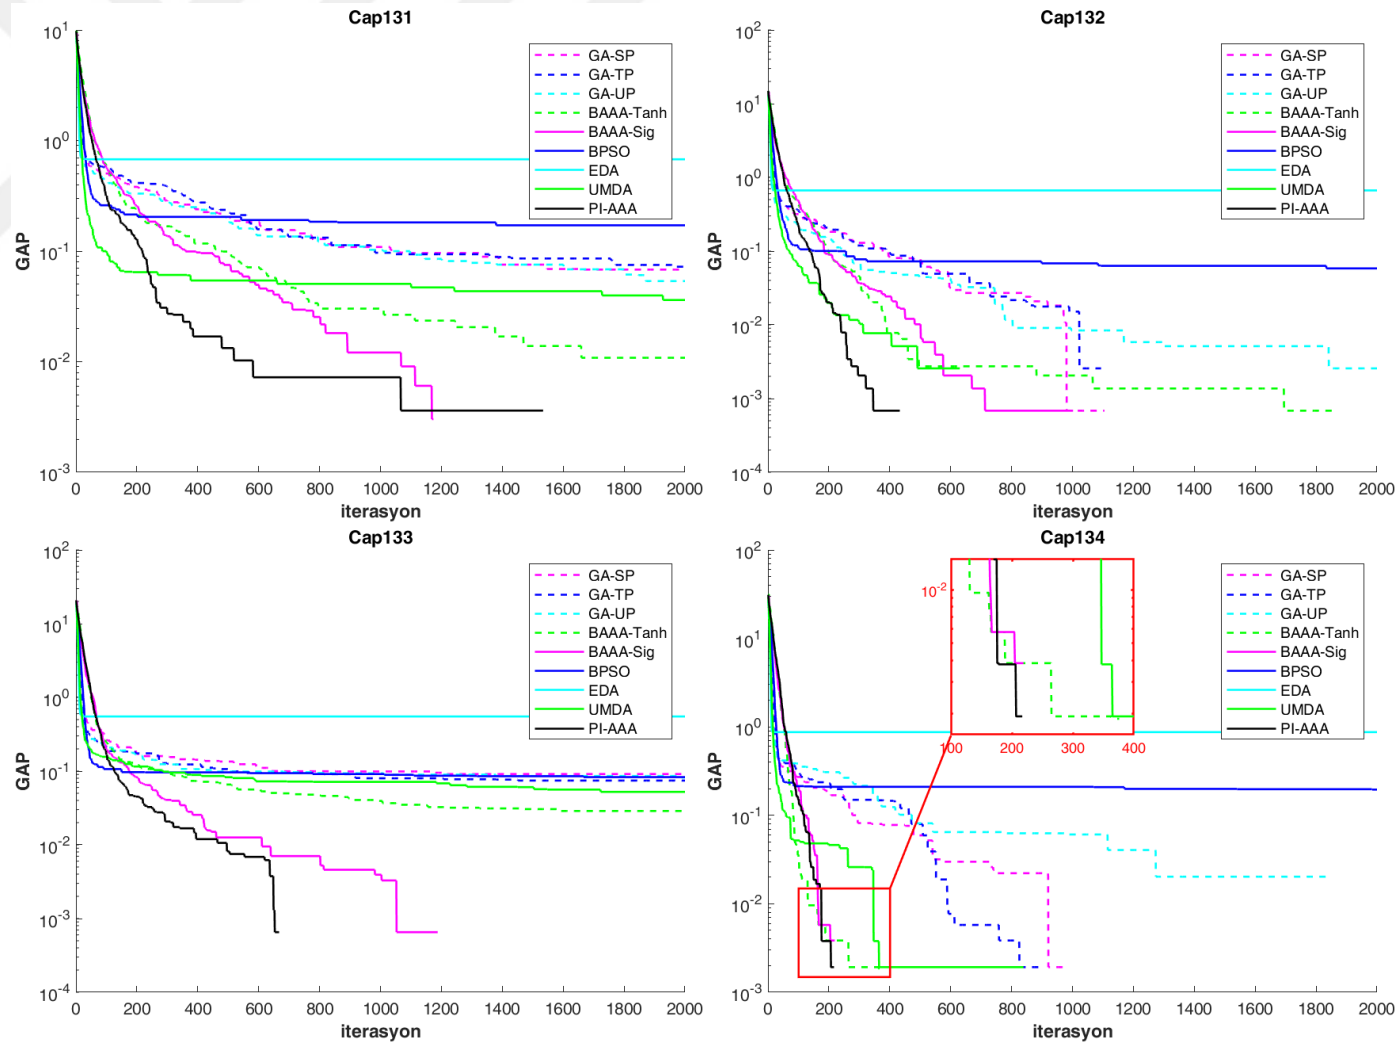 Cap131
10^1
10^0
10^-1
10^-2
10^-3
GAP
GA-SP
GA-TP
GA-UP
BAAA-Tanh
BAAA-Sig
BPSO
EDA
UMDA
PI-AAA
0 200 400 600 800 1000 1200 1400 1600 1800 2000
iterasyon
Cap132
10^2
10^1
10^0
10^-1
10^-2
10^-3
10^-4
GAP
GA-SP
GA-TP
GA-UP
BAAA-Tanh
BAAA-Sig
BPSO
EDA
UMDA
PI-AAA
0 200 400 600 800 1000 1200 1400 1600 1800 2000
iterasyon
Cap133
10^2
10^1
10^0
10^-1
10^-2
10^-3
10^-4
GAP
GA-SP
GA-TP
GA-UP
BAAA-Tanh
BAAA-Sig
BPSO
EDA
UMDA
PI-AAA
0 200 400 600 800 1000 1200 1400 1600 1800 2000
iterasyon
Cap134
10^2
10^1
10^0
10^-1
10^-2
10^-3
GAP
10^-2
100 200 300 400
GA-SP
GA-TP
GA-UP
BAAA-Tanh
BAAA-Sig
BPSO
EDA
UMDA
PI-AAA
0 200 400 600 800 1000 1200 1400 1600 1800 2000
iterasyon